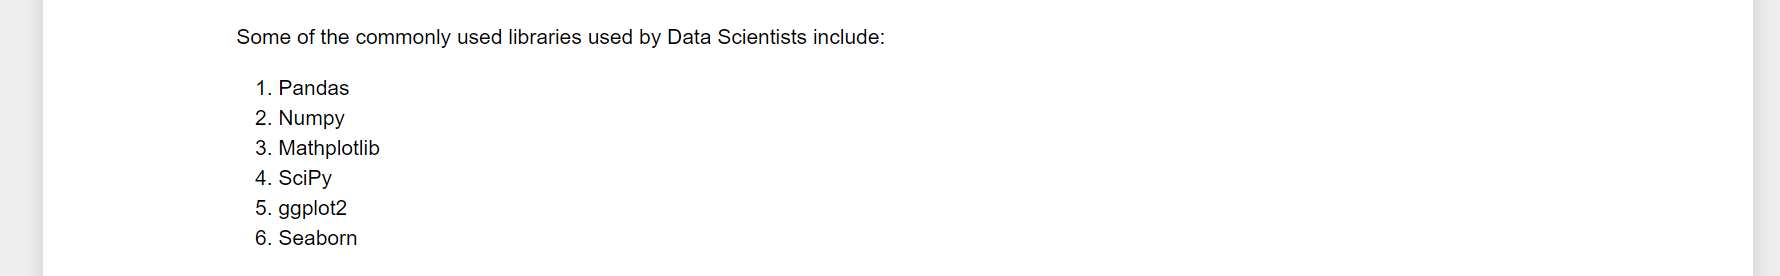 Some of the commonly used libraries used by Data Scientists include:
1. Pandas
2. Numpy
3. Mathplotlib
4. SciPy
5. ggplot2
6. Seaborn